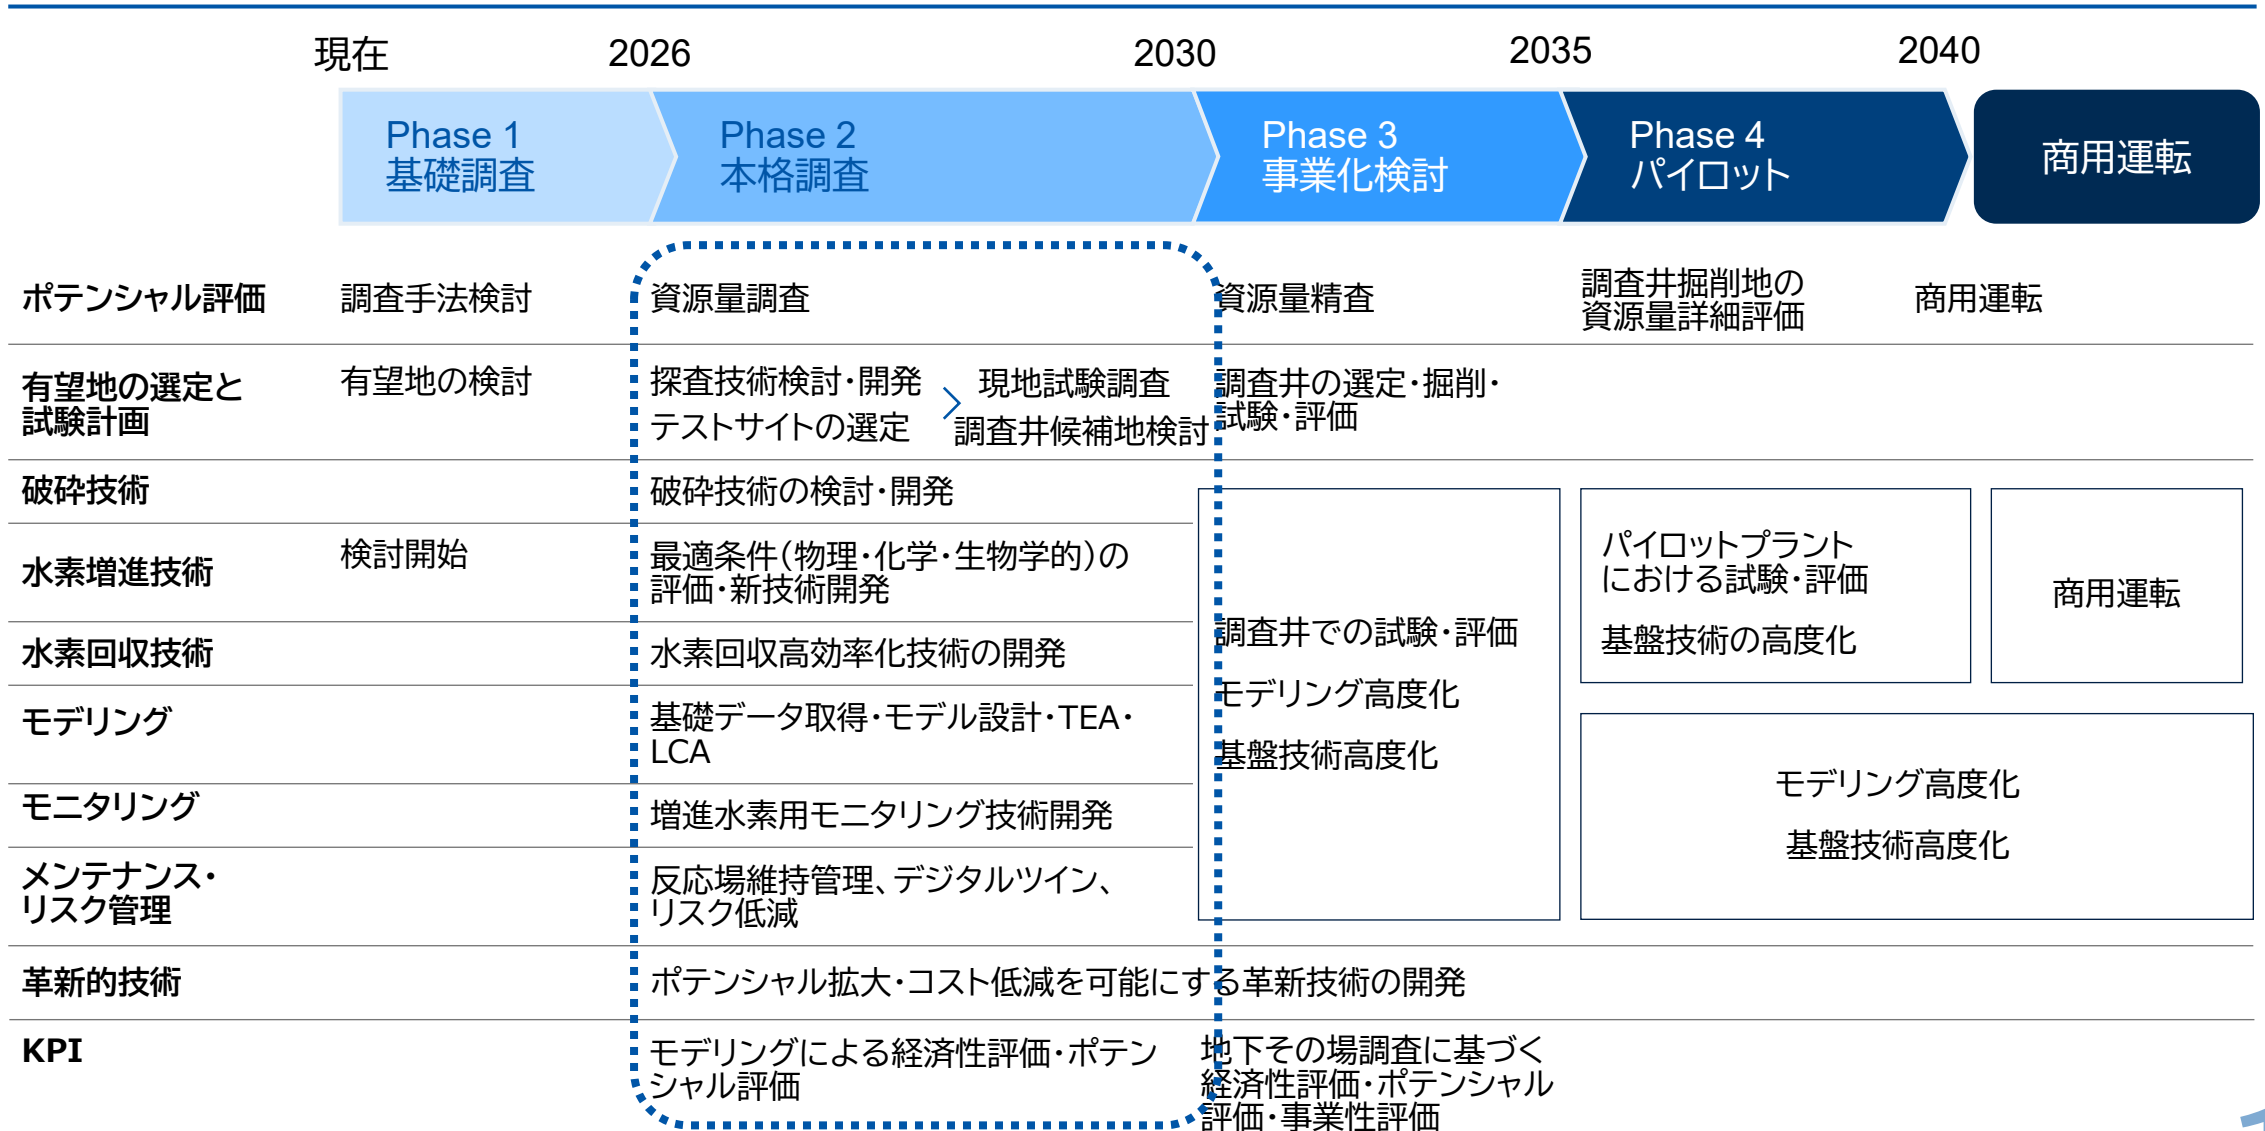 現在
2026
2030
2035
2040
Phase 1
基礎調査
Phase 2
本格調査
Phase 3
事業化検討
Phase 4
パイロット
商用運転
ポテンシャル評価
調査手法検討
資源量調査
資源量精査
調査井掘削地の
資源量詳細評価
商用運転
有望地の選定と
試験計画
有望地の検討
探査技術検討・開発
テストサイトの選定
現地試験調査
調査井候補地検討
調査井の選定・掘削・
試験・評価
破砕技術
破砕技術の検討・開発
水素増進技術
検討開始
最適条件（物理・化学・生物学的）の
評価・新技術開発
水素回収技術
水素回収高効率化技術の開発
モデリング
基礎データ取得・モデル設計・TEA・
LCA
モニタリング
増進水素用モニタリング技術開発
メンテナンス・
リスク管理
反応場維持管理、デジタルツイン、
リスク低減
調査井での試験・評価
モデリング高度化
基盤技術高度化
パイロットプラント
における試験・評価
基盤技術の高度化
商用運転
モデリング高度化
基盤技術高度化
革新的技術
ポテンシャル拡大・コスト低減を可能にする革新技術の開発
KPI
モデリングによる経済性評価・ポテン
シャル評価
地下その場調査に基づく
経済性評価・ポテンシャル
評価・事業性評価